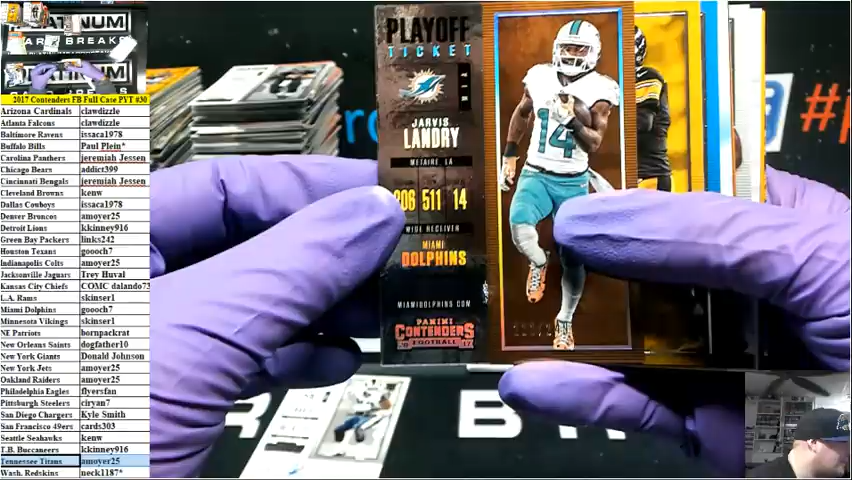 2017 Contenders FB Full Case PYT #30
Arizona Cardinals clawdizzle
Atlanta Falcons clawdizzle
Baltimore Ravens issaca1978
Buffalo Bills Paul Plein*
Carolina Panthers jeremiah Jessen
Chicago Bears addict399
Cincinati Bengals jeremiah Jessen
Cleveland Browns kenw
Dallas Cowboys issaca1978
Denver Broncos amoyer25
Detroit Lions kkinney916
Green Bay Packers links242
Houston Texans goooch7
Indianapolis Colts amoyer25
Jacksonville Jaguars Trey Huval
Kansas City Chiefs COMC dalando73
L.A. Rams skinser1
Miami Dolphins goooch7
Minnesota Vikings skinser1
NE Patriots bornpackrat
New Orleans Saints dogfather10
New York Giants Donald Johnson
New York Jets amoyer25
Oakland Raiders amoyer25
Philadelphia Eagles flyersfan
Pittsburgh Steelers ciryan7
San Diego Chargers Kyle Smith
San Francisco 49ers cards303
Seattle Seahawks kenw
T.B. Buccaneers kkinney916
Tennessee Titans amoyer25
Wash. Redskins neck1187*
PLAYOFF
TICKET
JARVIS
LANDRY
METAIRE, LA
206 511 14
WIDE RECEIVER
MIAMI
DOLPHINS
MIAMIDOLPHINS.COM
PANINI
CONTENDERS
FOOTBALL
14
#p